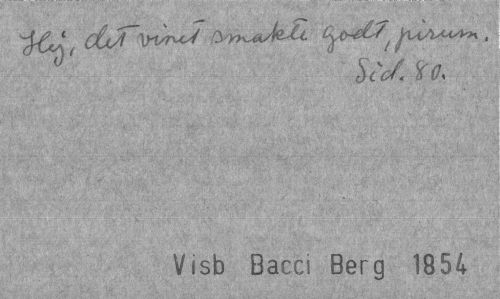 Hej, det vinet smakte godt, pirum.
Sid. 80.
Visb Bacci Berg 1854